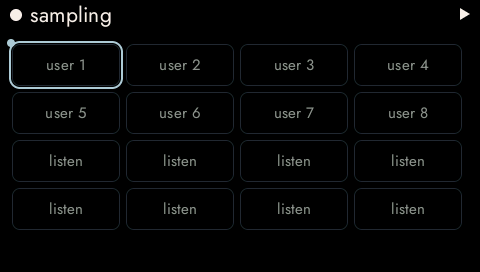 sampling
user 1 user 2 user 3 user 4
user 5 user 6 user 7 user 8
listen listen listen listen
listen listen listen listen